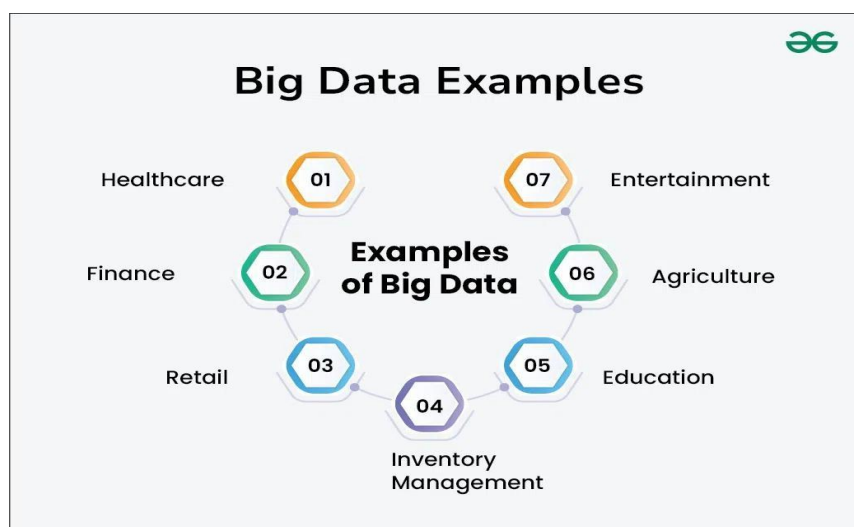 Big Data Examples
Healthcare
01
Finance
02
Retail
03
04
Inventory
Management
05
Education
06
Agriculture
07
Entertainment
Examples
of Big Data